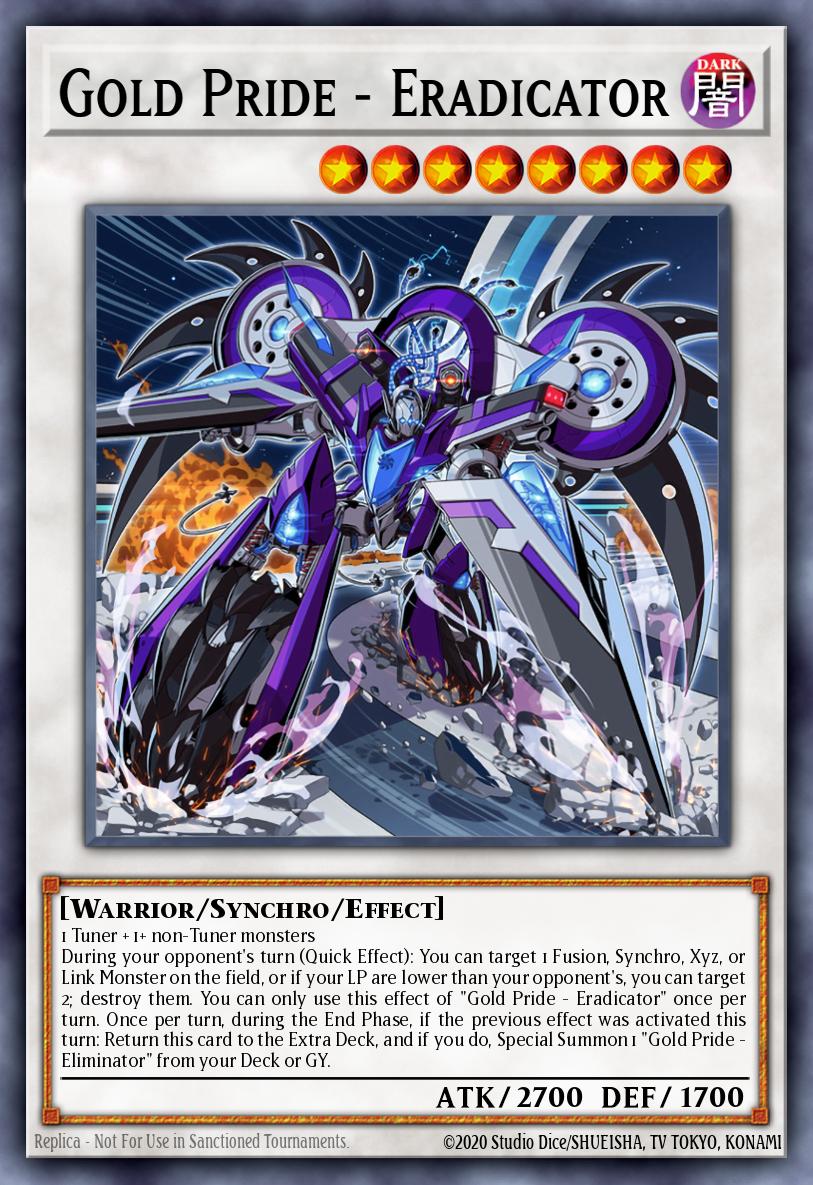 Gold Pride - Eradicator
DARK
闇
[Warrior/Synchro/Effect]
1 Tuner + 1+ non-Tuner monsters
During your opponent's turn (Quick Effect): You can target 1 Fusion, Synchro, Xyz, or
Link Monster on the field, or if your LP are lower than your opponent's, you can target
2; destroy them. You can only use this effect of "Gold Pride - Eradicator" once per
turn. Once per turn, during the End Phase, if the previous effect was activated this
turn: Return this card to the Extra Deck, and if you do, Special Summon 1 "Gold Pride -
Eliminator" from your Deck or GY.
ATK/ 2700 DEF/ 1700
Replica - Not For Use in Sanctioned Tournaments.
©2020 Studio Dice/SHUEISHA, TV TOKYO, KONAMI